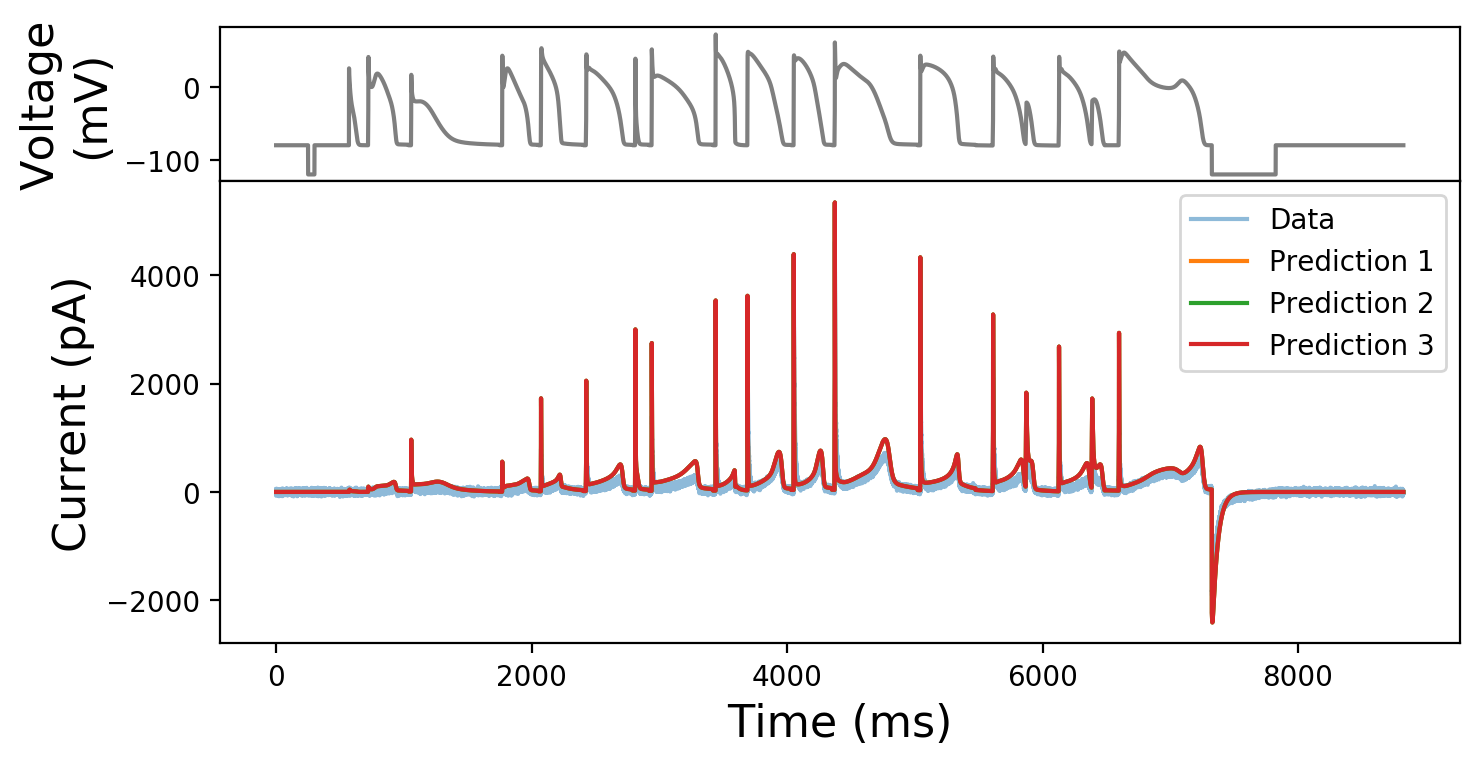 Voltage
(mV)
0
−100
Current (pA)
4000
2000
0
−2000
Data
Prediction 1
Prediction 2
Prediction 3
0
2000
4000
6000
8000
Time (ms)